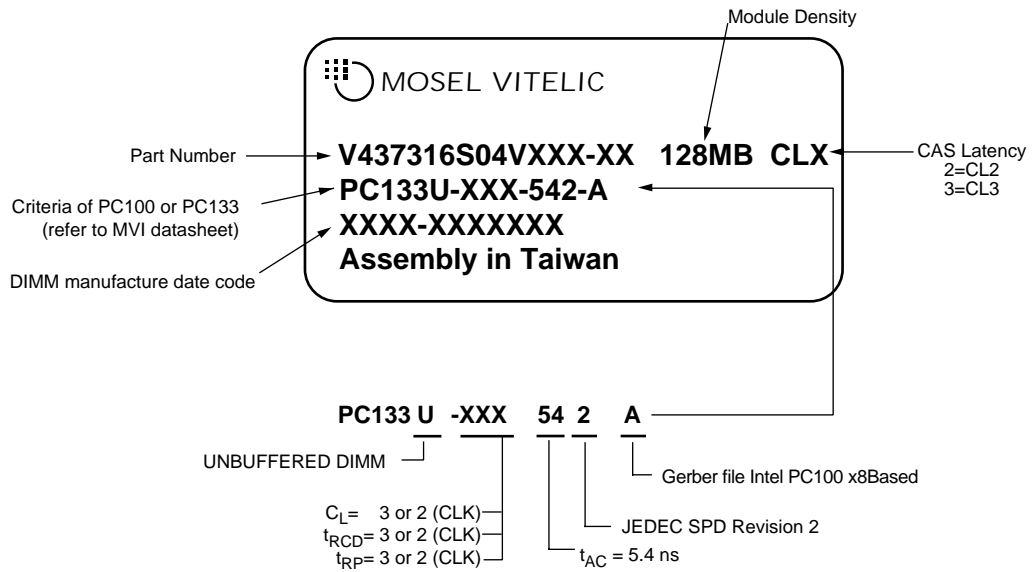 Module Density
MOSEL VITELIC
Part Number
V437316S04VXXX-XX 128MB CLX
CAS Latency
2=CL2
3=CL3
Criteria of PC100 or PC133
(refer to MVI datasheet)
PC133U-XXX-542-A
XXXX-XXXXXXX
DIMM manufacture date code
Assembly in Taiwan
PC133 U -XXX 54 2 A
UNBUFFERED DIMM
Gerber file Intel PC100 x8Based
CL= 3 or 2 (CLK)
tRCD= 3 or 2 (CLK)
tRP= 3 or 2 (CLK)
JEDEC SPD Revision 2
tAC = 5.4 ns